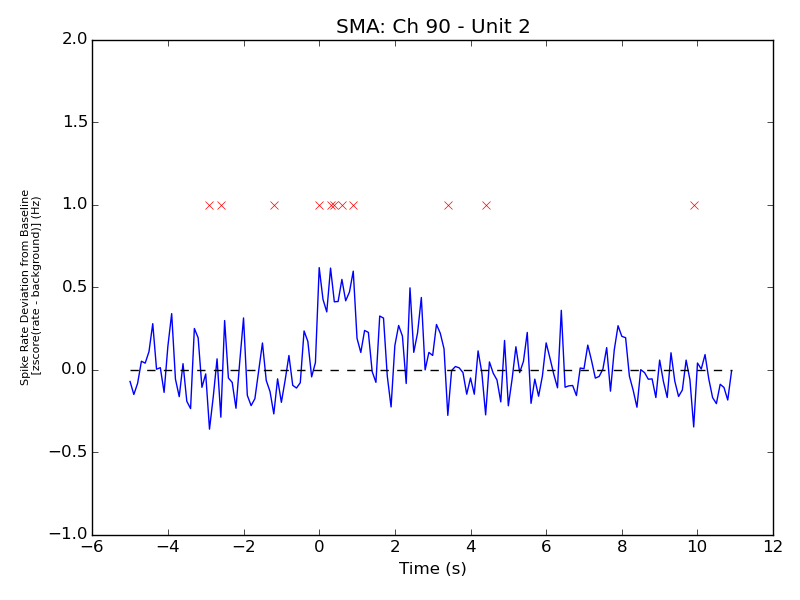 SMA: Ch 90 - Unit 2
2.0
1.5
1.0
0.5
0.0
−0.5
−1.0
Spike Rate Deviation from Baseline
[zscore(rate - background)] (Hz)
−6 −4 −2 0 2 4 6 8 10 12
Time (s)